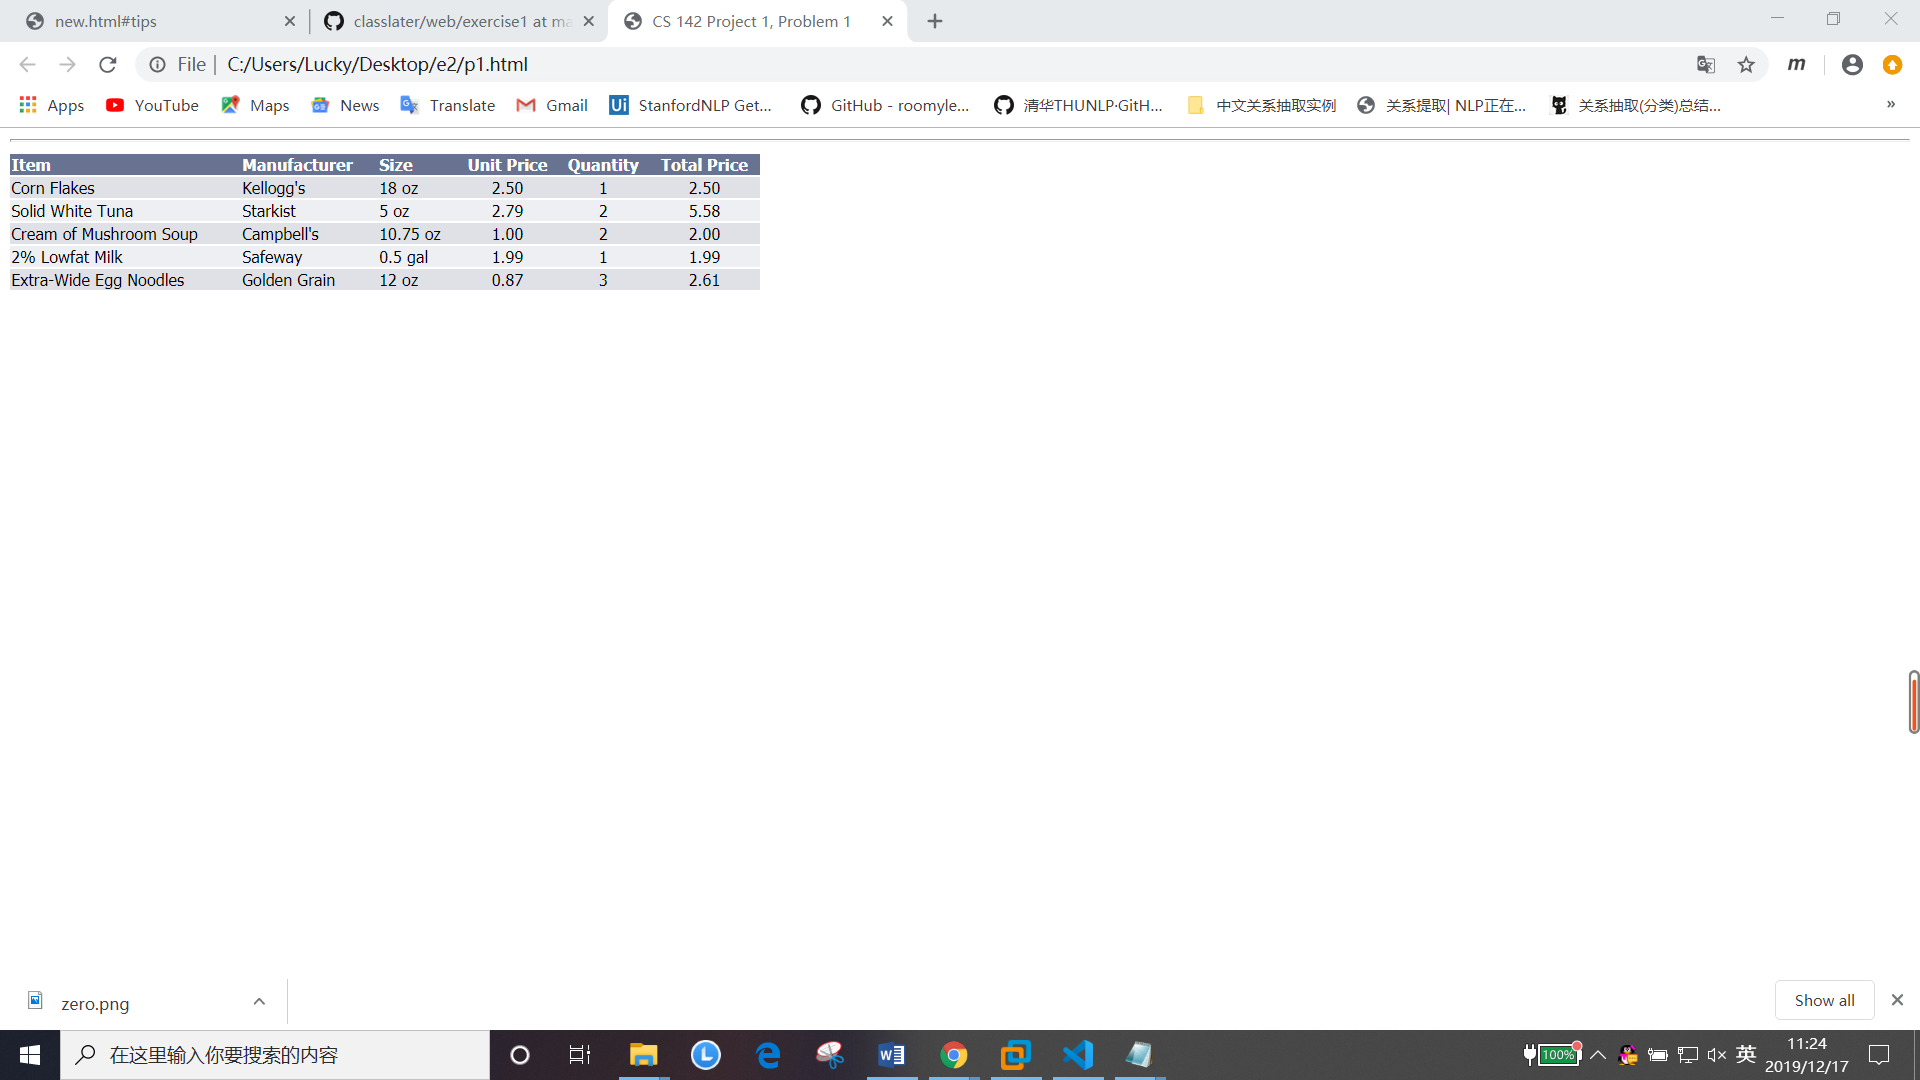 new.html#tips
classlater/web/exercise1 at ma
CS 142 Project 1, Problem 1
File | C:/Users/Lucky/Desktop/e2/p1.html
m
Apps YouTube Maps News Translate Gmail StanfordNLP Get... GitHub - roomyle... 清华THUNLP·GitH... 中文关系抽取实例 关系提取| NLP正在... 关系抽取(分类)总结... »
Item Manufacturer Size Unit Price Quantity Total Price
Corn Flakes Kellogg's 18 oz 2.50 1 2.50
Solid White Tuna Starkist 5 oz 2.79 2 5.58
Cream of Mushroom Soup Campbell's 10.75 oz 1.00 2 2.00
2% Lowfat Milk Safeway 0.5 gal 1.99 1 1.99
Extra-Wide Egg Noodles Golden Grain 12 oz 0.87 3 2.61
zero.png
Show all
在这里输入你要搜索的内容
100%
英
11:24
2019/12/17